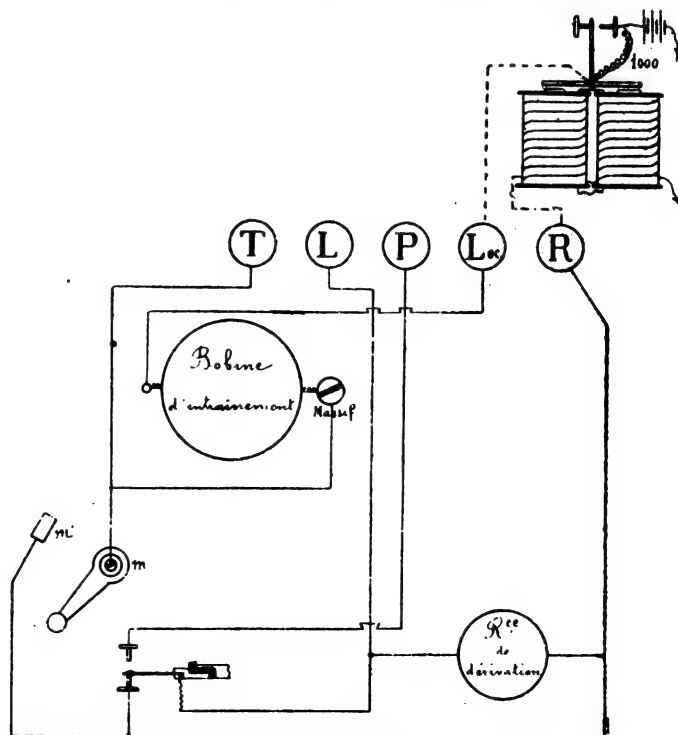 1000
T L P Loc R
Bobine
d'entrainement
Massif
m'
m
Rce
de
dérivation